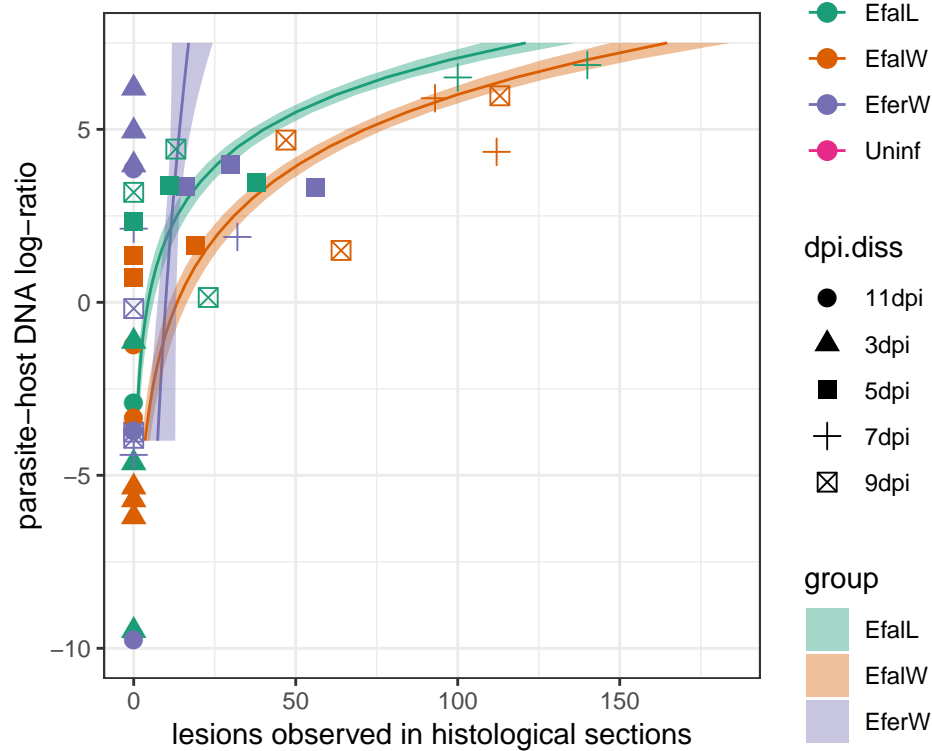 parasite−host DNA log−ratio
5
0
−5
−10
0
50
100
150
lesions observed in histological sections
EfalL
EfalW
EferW
Uninf
dpi.diss
11dpi
3dpi
5dpi
7dpi
9dpi
group
EfalL
EfalW
EferW